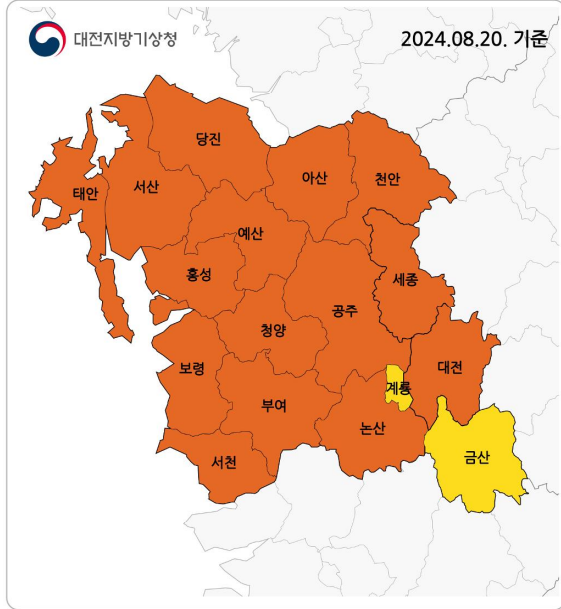 대전지방기상청
2024.08.20. 기준
당진
아산
천안
태안
서산
예산
홍성
세종
공주
청양
보령
대전
계룡
부여
논산
서천
금산